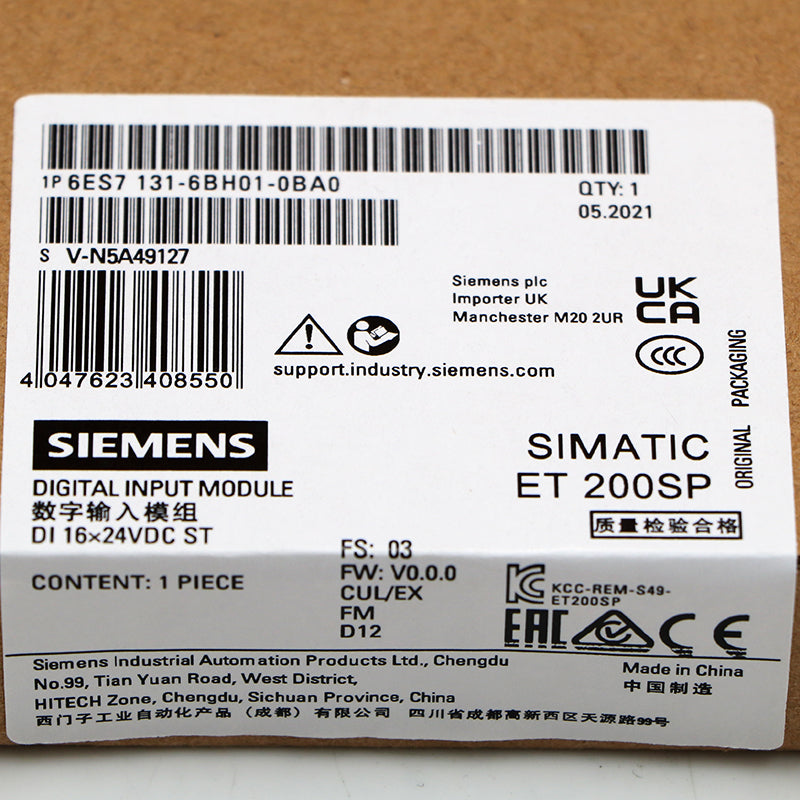 1P 6ES7 131-6BH01-0BA0
QTY: 1
05.2021
S V-N5A49127
Siemens plc
Importer UK
Manchester M20 2UR
UK
CA
CCC
4 047623 408550
support.industry.siemens.com
ORIGINAL PACKAGING
SIEMENS
SIMATIC
ET 200SP
DIGITAL INPUT MODULE
数字输入模组
DI 16×24VDC ST
质量检验合格
CONTENT: 1 PIECE
FS: 03
FW: V0.0.0
CUL/EX
FM
D12
KCC-REM-S49-
ET200SP
EAC CE
Siemens Industrial Automation Products Ltd., Chengdu
No.99, Tian Yuan Road, West District,
HITECH Zone, Chengdu, Sichuan Province, China
西门子工业自动化产品（成都）有限公司 四川省成都高新西区天源路99号
Made in China
中国制造